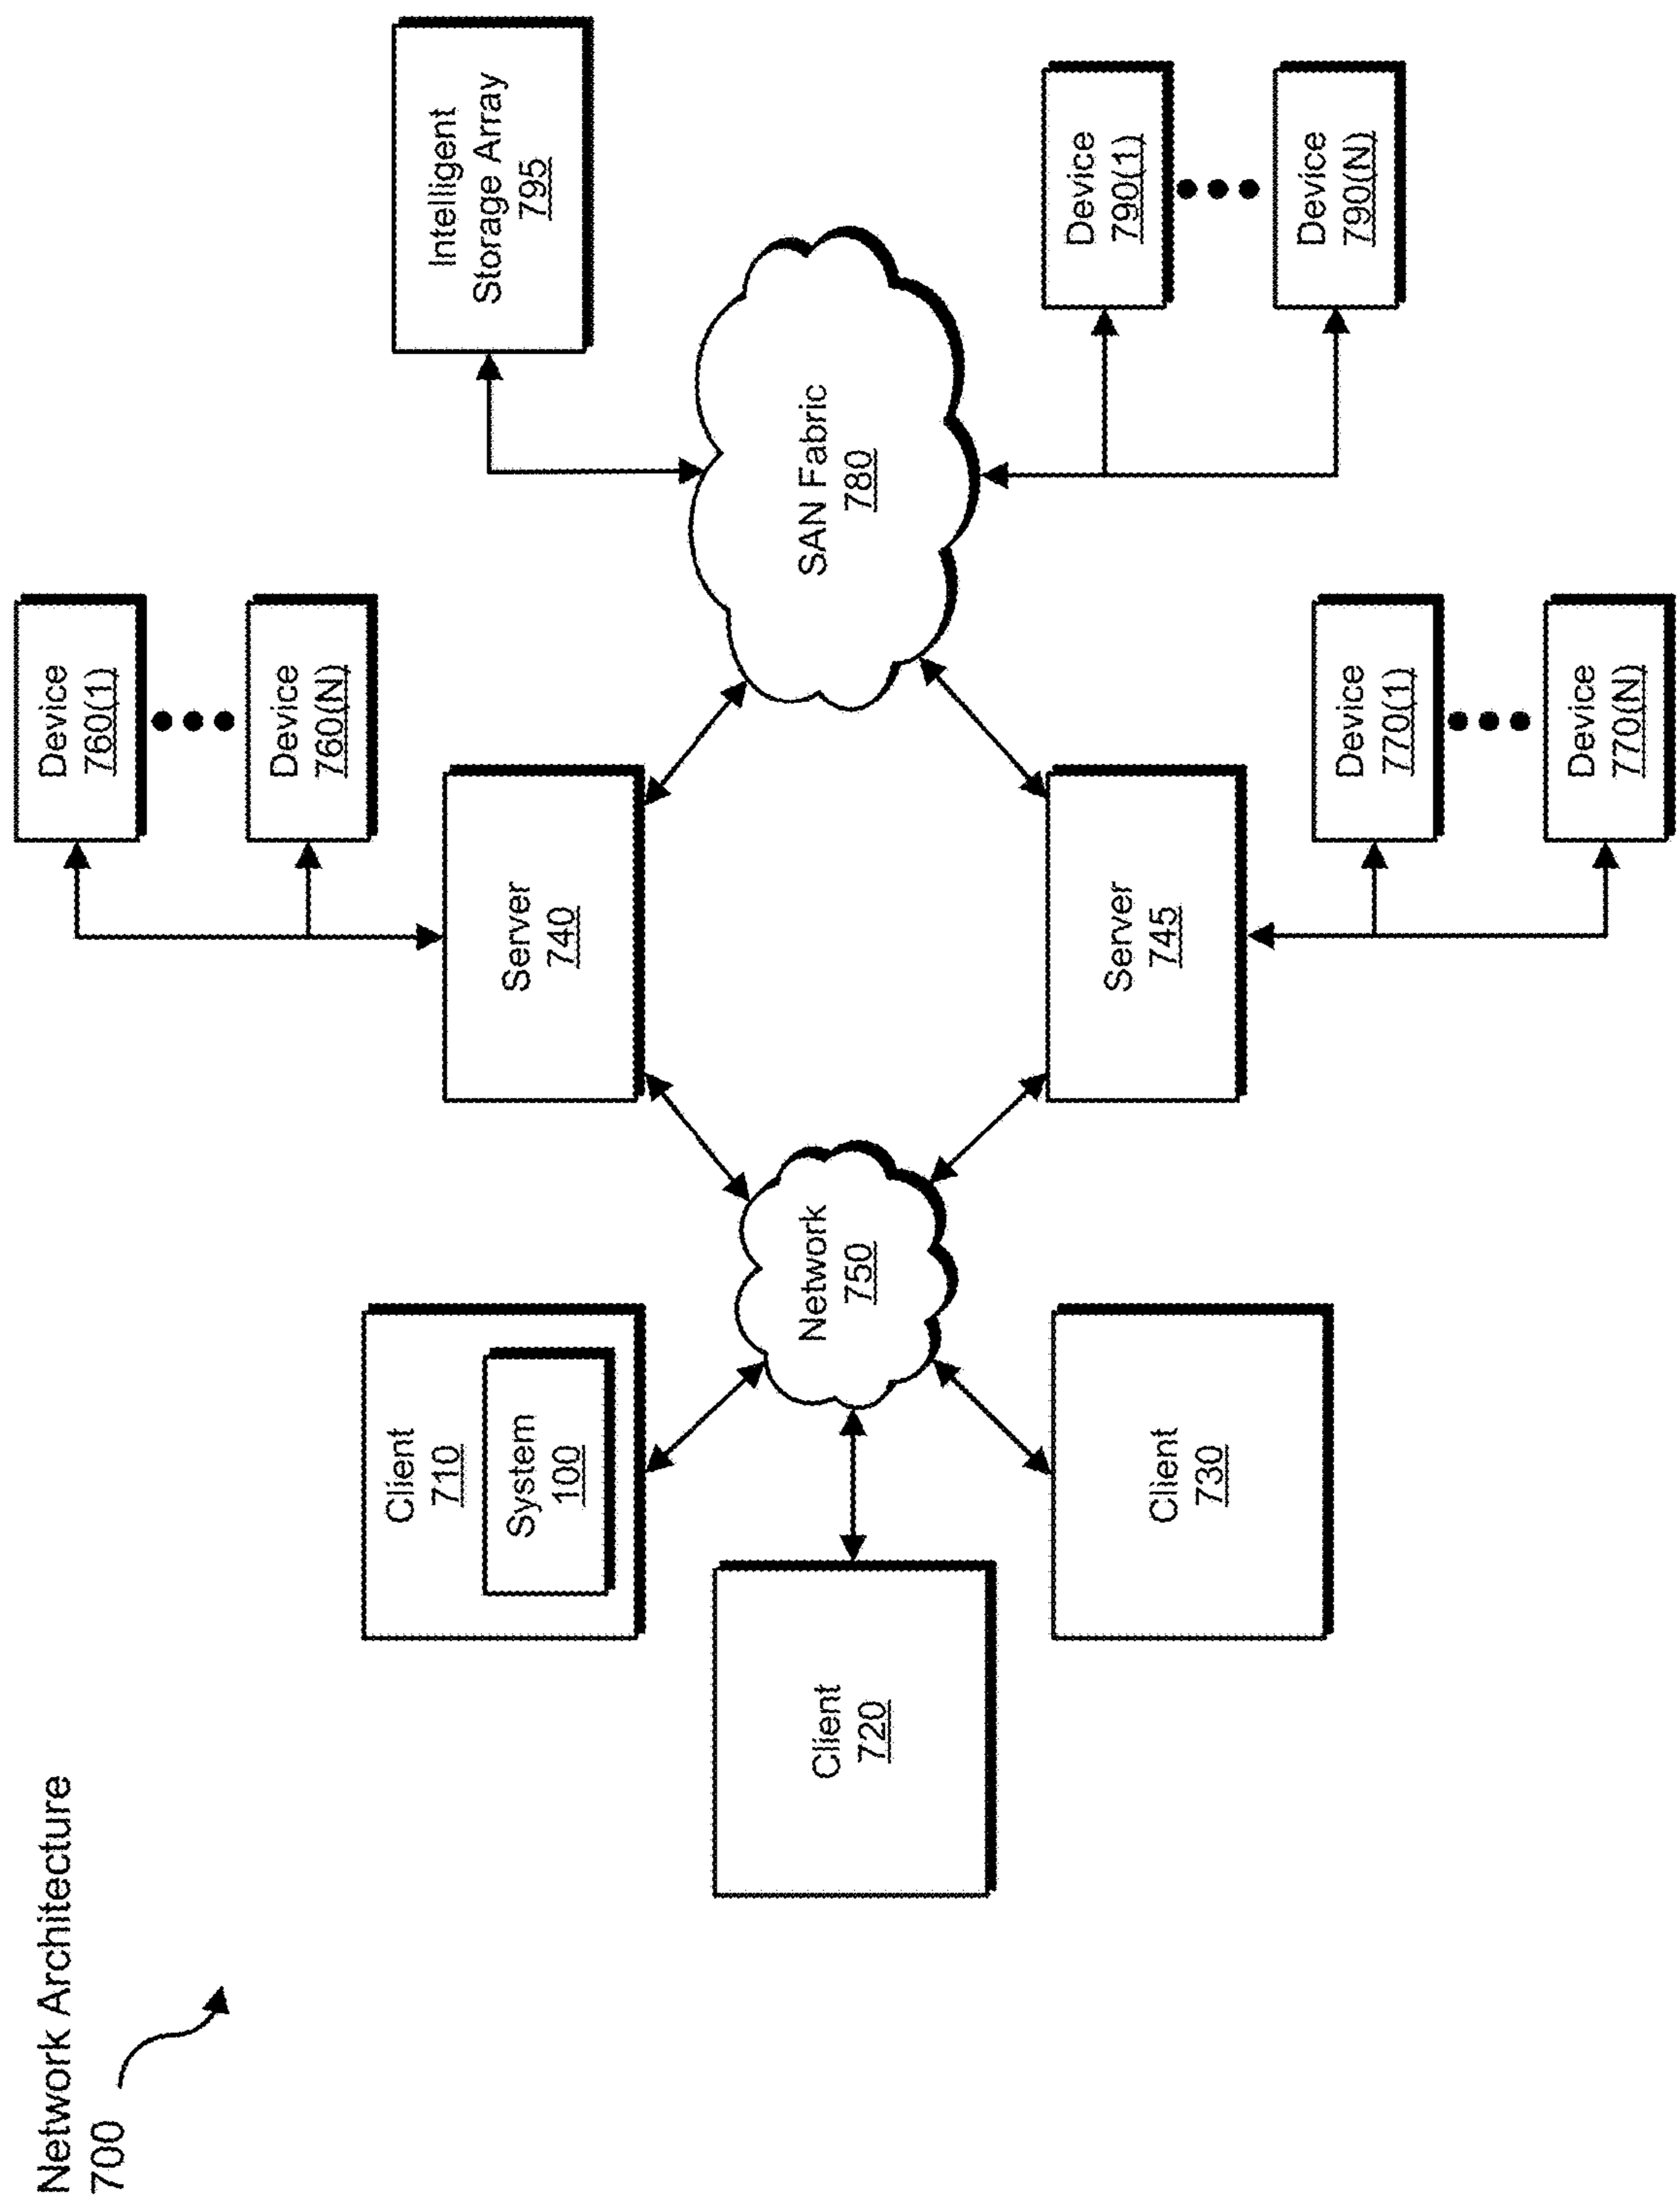 Network Architecture
700
Client
710
System
100
Client
720
Client
730
Network
750
Server
740
Server
745
Device
760(1)
Device
760(N)
Device
770(1)
Device
770(N)
SAN Fabric
780
Intelligent
Storage Array
795
Device
790(1)
Device
790(N)